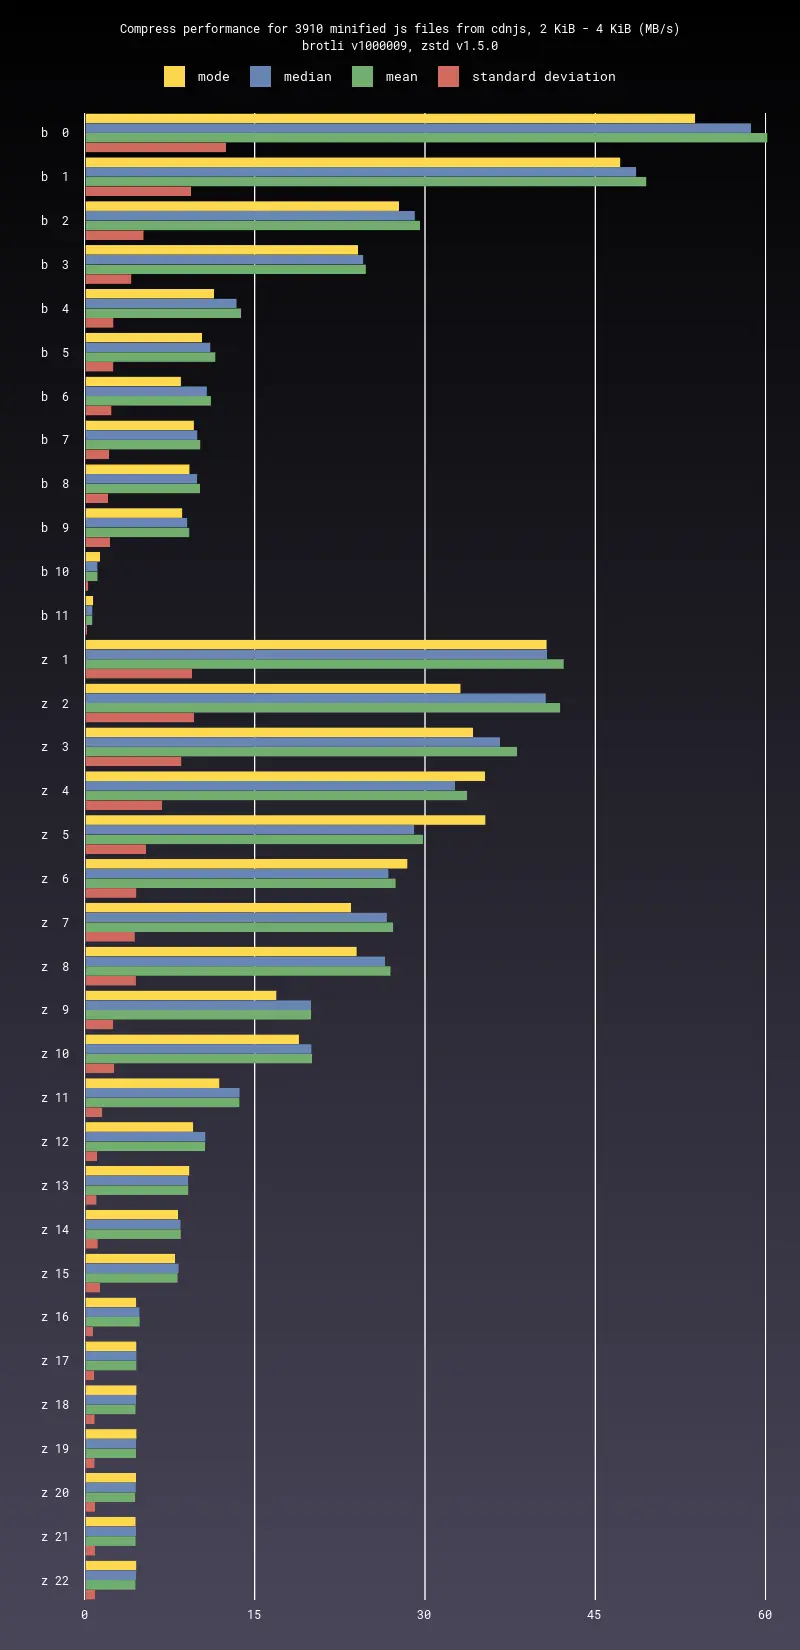 Compress performance for 3910 minified js files from cdnjs, 2 KiB - 4 KiB (MB/s)
brotli v1000009, zstd v1.5.0
mode median mean standard deviation
b 0
b 1
b 2
b 3
b 4
b 5
b 6
b 7
b 8
b 9
b 10
b 11
z 1
z 2
z 3
z 4
z 5
z 6
z 7
z 8
z 9
z 10
z 11
z 12
z 13
z 14
z 15
z 16
z 17
z 18
z 19
z 20
z 21
z 22
0 15 30 45 60